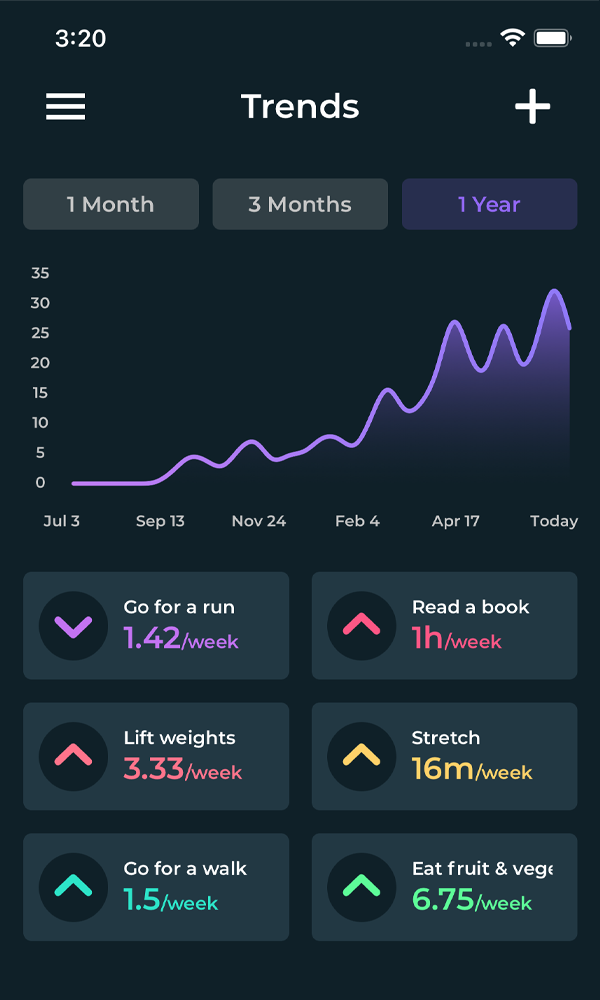 3:20
Trends
1 Month
3 Months
1 Year
35
30
25
20
15
10
5
0
Jul 3
Sep 13
Nov 24
Feb 4
Apr 17
Today
Go for a run
1.42/week
Read a book
1h/week
Lift weights
3.33/week
Stretch
16m/week
Go for a walk
1.5/week
Eat fruit & vege
6.75/week